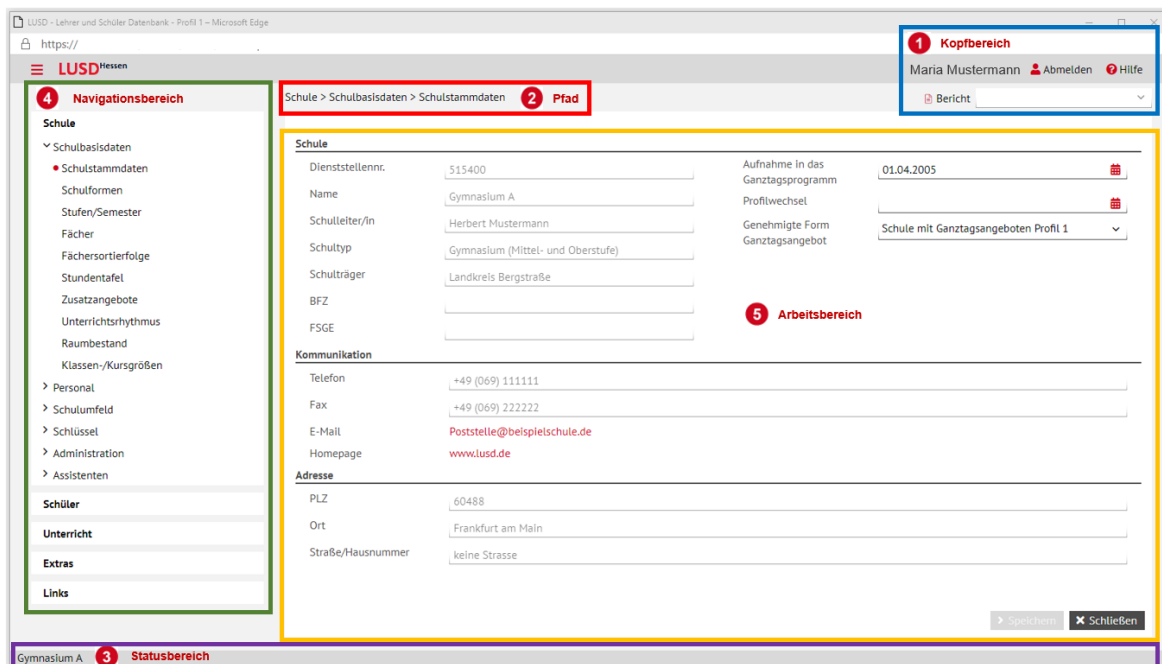 LUSD - Lehrer und Schüler Datenbank - Profil 1 – Microsoft Edge
https://
1 Kopfbereich
LUSD Hessen
Maria Mustermann Abmelden Hilfe
Bericht
4 Navigationsbereich
Schule > Schulbasisdaten > Schulstammdaten 2 Pfad
Schule
Schulbasisdaten
Schulstammdaten
Schulformen
Stufen/Semester
Fächer
Fächersortierfolge
Stundentafel
Zusatzangebote
Unterrichtsrhythmus
Raumbestand
Klassen-/Kursgrößen
Personal
Schulumfeld
Schlüssel
Administration
Assistenten
Schüler
Unterricht
Extras
Links
Schule
Dienststellennr. 515400
Name Gymnasium A
Schulleiter/in Herbert Mustermann
Schultyp Gymnasium (Mittel- und Oberstufe)
Schulträger Landkreis Bergstraße
BFZ
FSGE
Aufnahme in das
Ganztagsprogramm 01.04.2005
Profilwechsel
Genehmigte Form
Ganztagsangebot Schule mit Ganztagsangeboten Profil 1
5 Arbeitsbereich
Kommunikation
Telefon +49 (069) 111111
Fax +49 (069) 222222
E-Mail Poststelle@beispielschule.de
Homepage www.lusd.de
Adresse
PLZ 60488
Ort Frankfurt am Main
Straße/Hausnummer keine Strasse
Speichern Schließen
Gymnasium A 3 Statusbereich